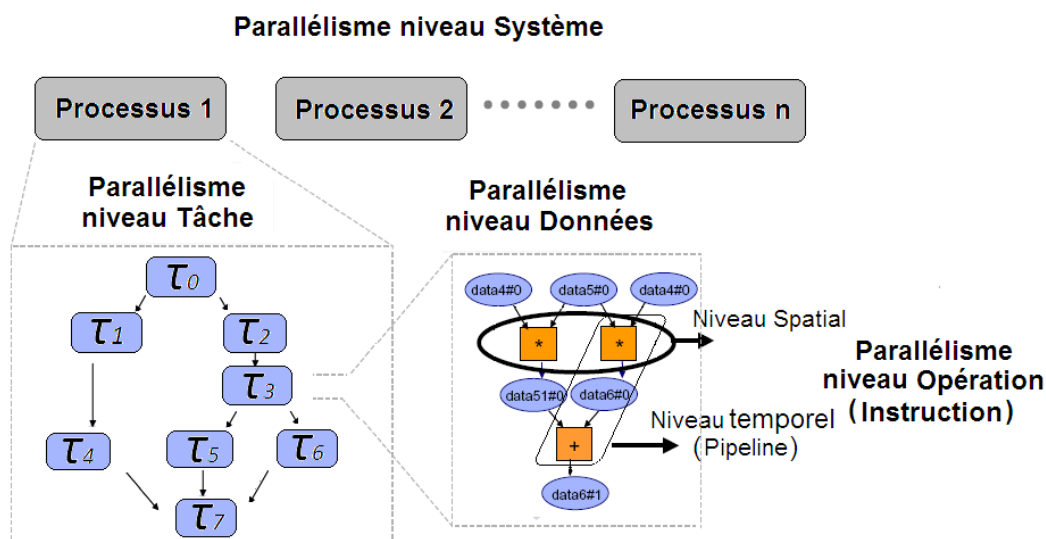 Parallélisme niveau Système
Processus 1
Processus 2
Processus n
Parallélisme
niveau Tâche
τ0
τ1
τ2
τ3
τ4
τ5
τ6
τ7
Parallélisme
niveau Données
data4#0
data5#0
data4#0
*
*
data51#0
data6#0
+
data6#1
Niveau Spatial
Niveau temporel
(Pipeline)
Parallélisme
niveau Opération
(Instruction)